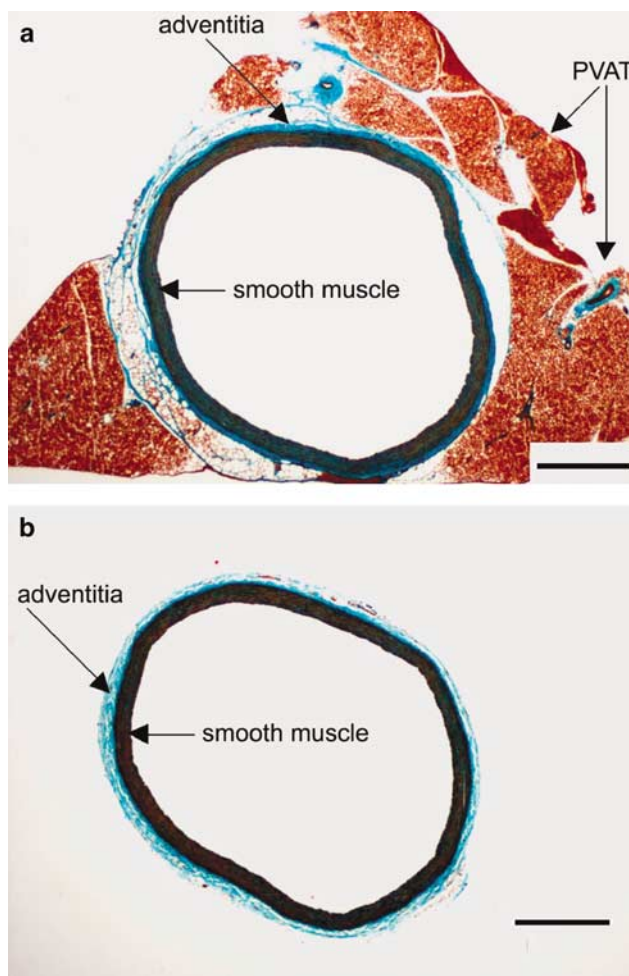 a
adventitia
PVAT
smooth muscle
b
adventitia
smooth muscle